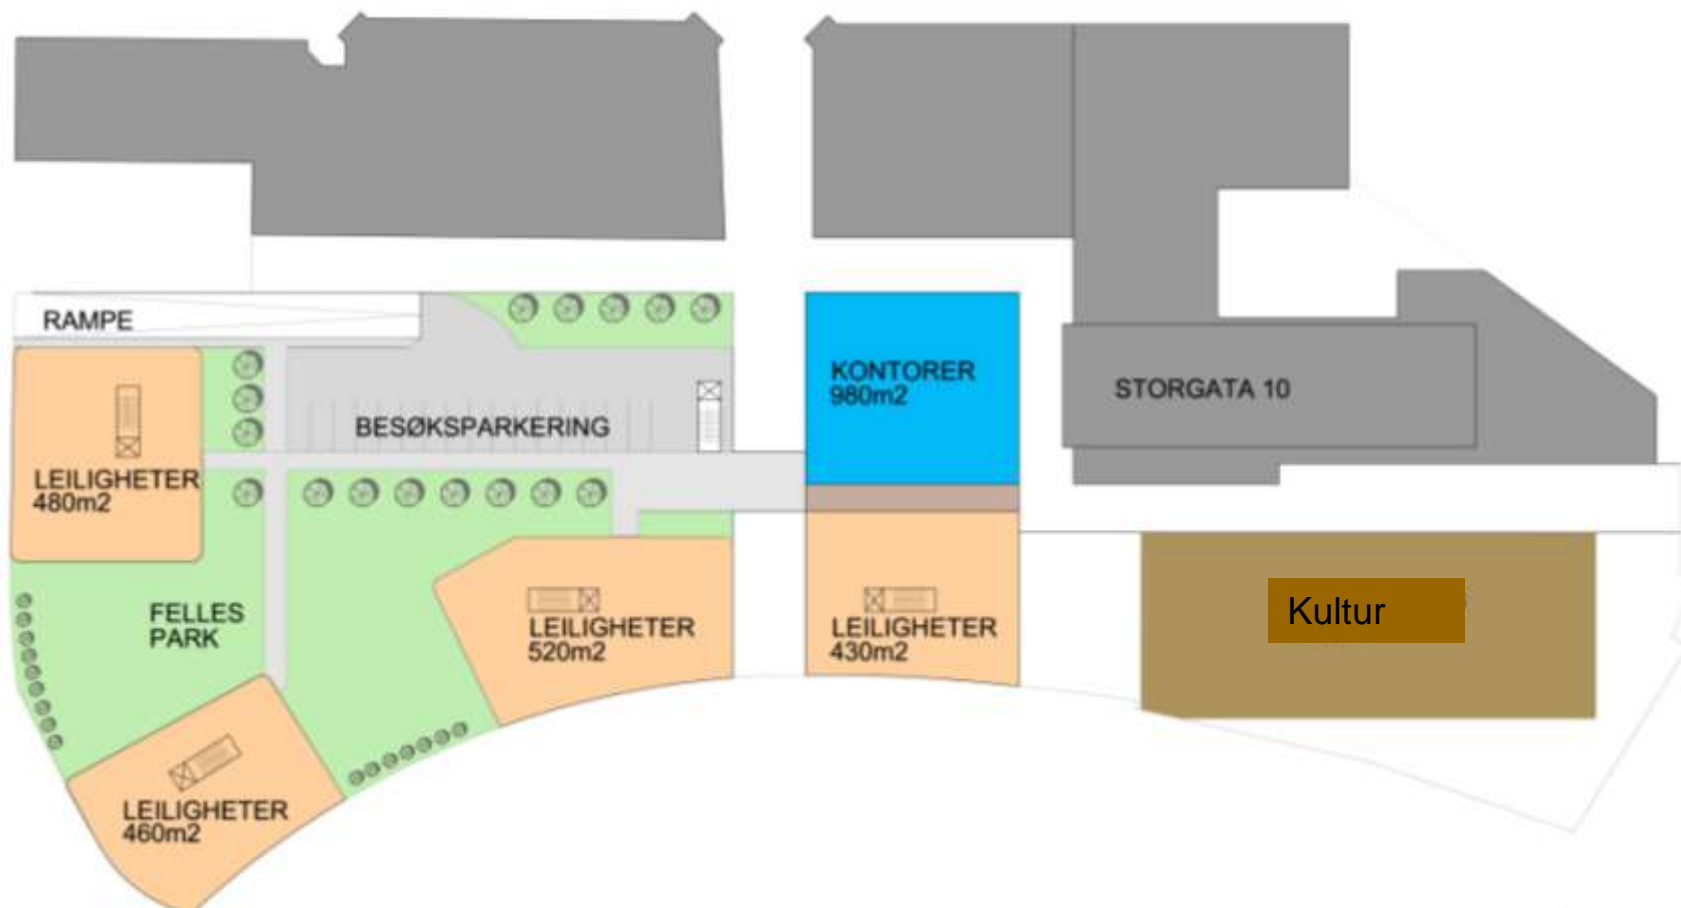 RAMPE
KONTORER
980m2
STORGATA 10
BESØKSPARKERING
LEILIGHETER
480m2
FELLES
PARK
LEILIGHETER
520m2
LEILIGHETER
430m2
Kultur
LEILIGHETER
460m2